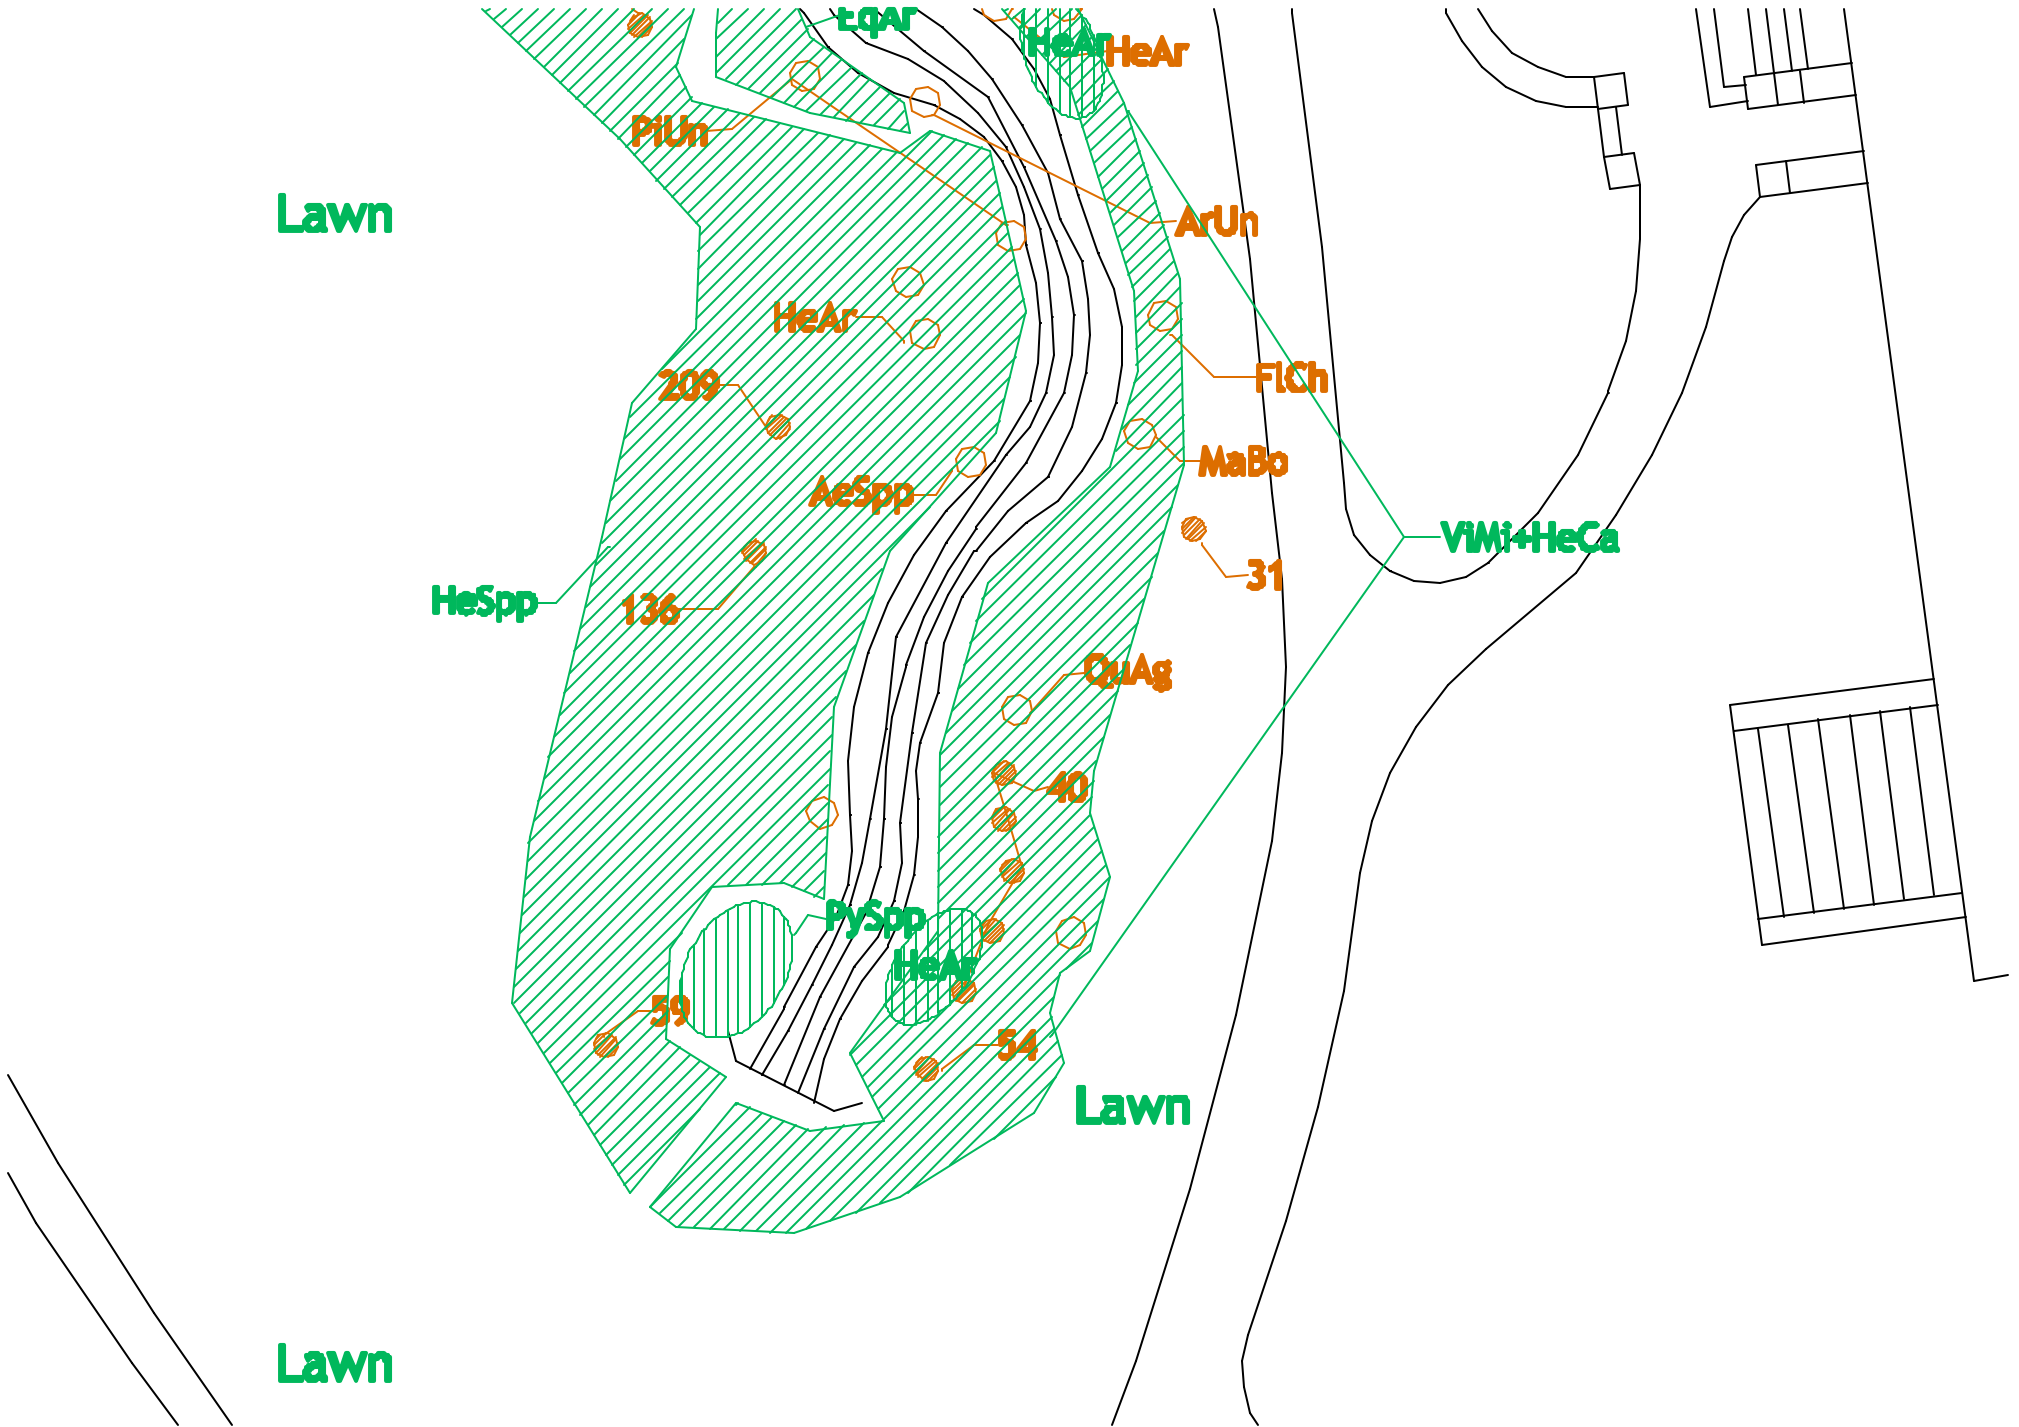 EqAr
HeAr
HeAr
PiUn
Lawn
ArUn
HeAr
209
FlCh
MaBo
AeSpp
ViMi+HeCa
31
HeSpp
136
QuAg
40
PySpp
HeAr
59
54
Lawn
Lawn